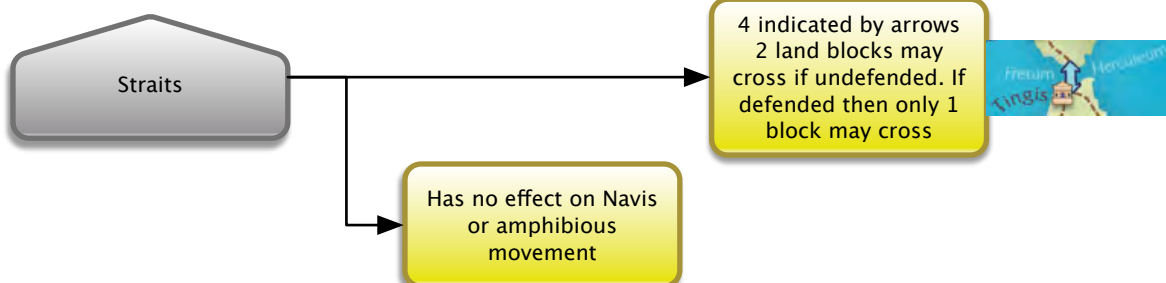 Straits
4 indicated by arrows
2 land blocks may
cross if undefended. If
defended then only 1
block may cross
Fretum Herculeum
Tingis
Has no effect on Navis
or amphibious
movement